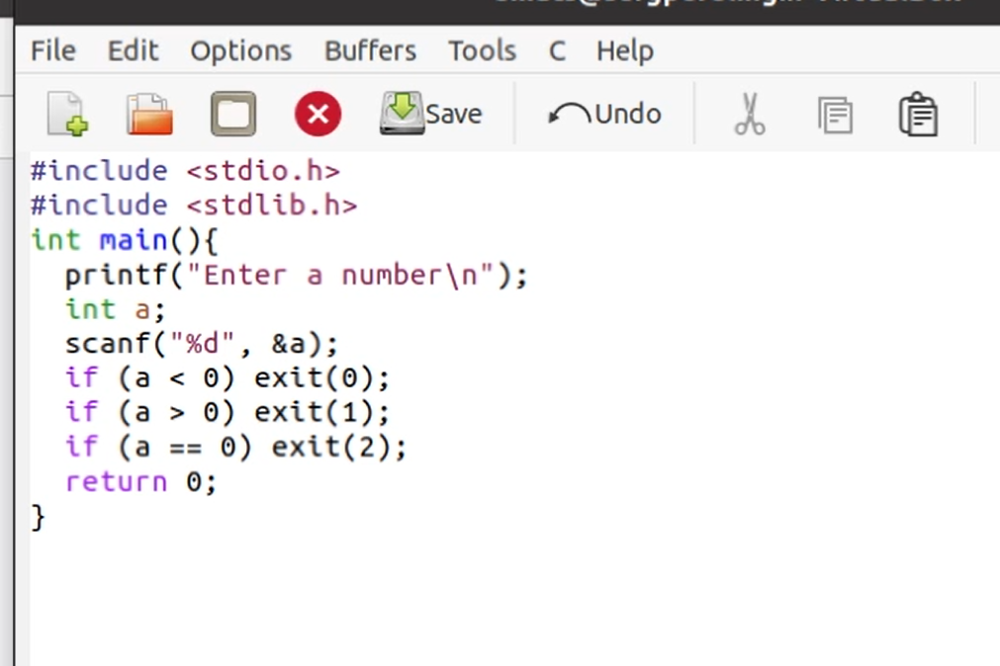 File Edit Options Buffers Tools C Help
Save Undo
#include <stdio.h>
#include <stdlib.h>
int main(){
  printf("Enter a number\n");
  int a;
  scanf("%d", &a);
  if (a < 0) exit(0);
  if (a > 0) exit(1);
  if (a == 0) exit(2);
  return 0;
}